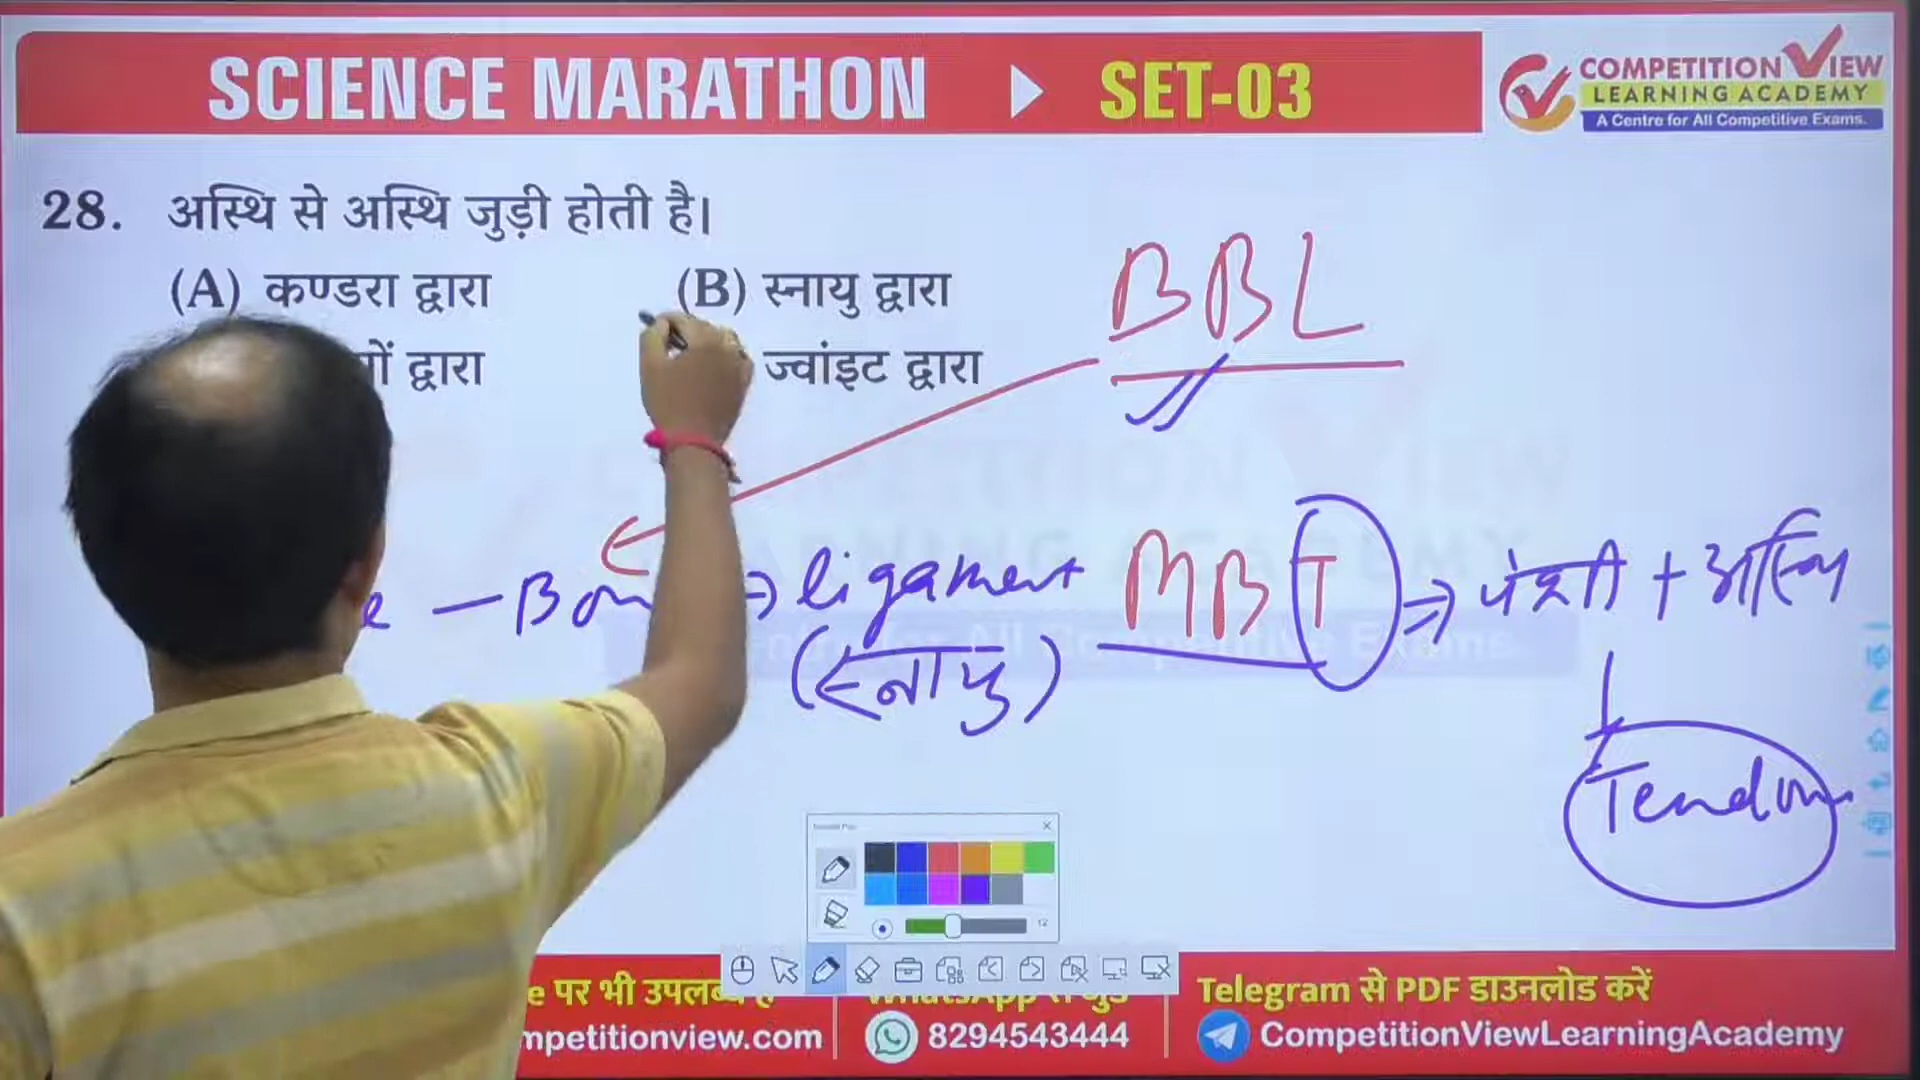 SCIENCE MARATHON SET-03
COMPETITION VIEW
LEARNING ACADEMY
A Centre for All Competitive Exams.
28. अस्थि से अस्थि जुड़ी होती है।
(A) कण्डरा द्वारा (B) स्नायु द्वारा
द्वारा ज्वांइट द्वारा
BBL
ligament
(स्नायु)
MBT ⇒ पेशी + अस्थि
Tendon
12
e पर भी
mpetitionview.com
8294543444
Telegram से PDF डाउनलोड करें
CompetitionViewLearningAcademy